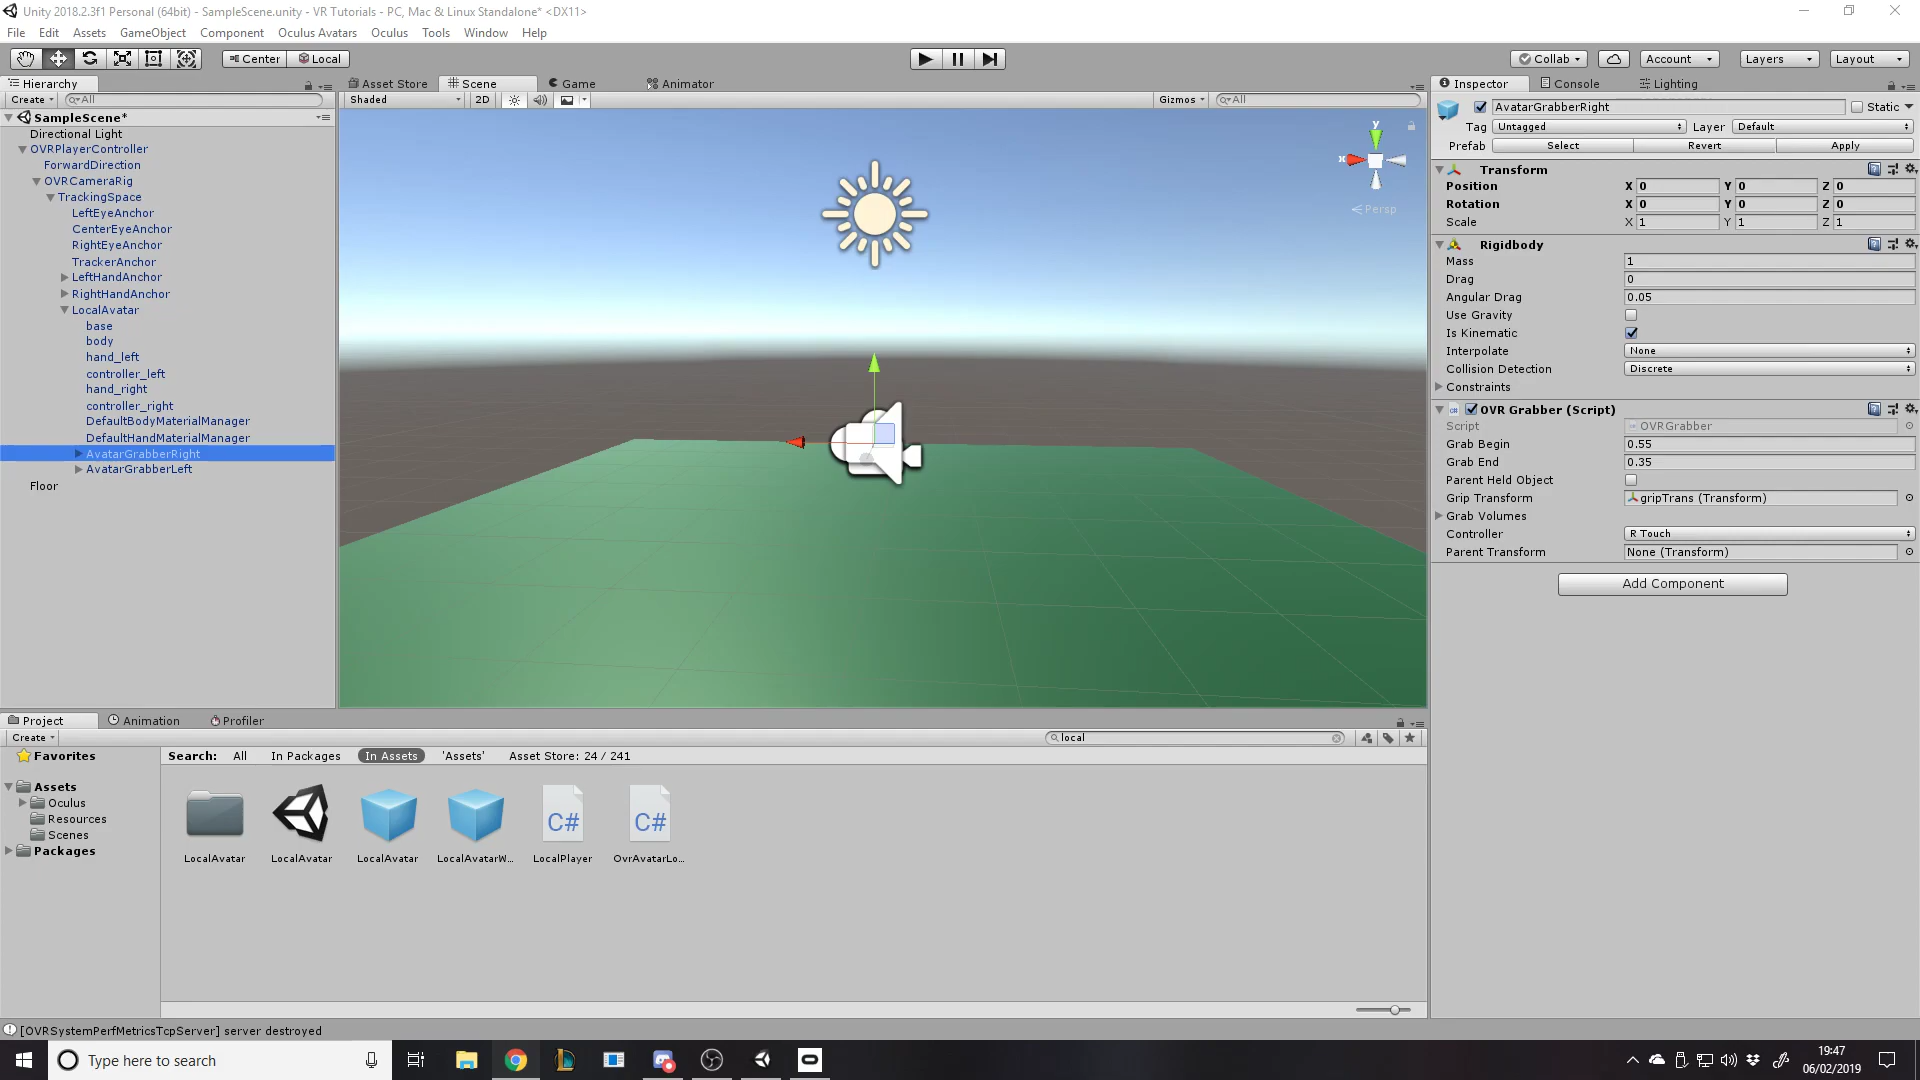 Unity 2018.2.3f1 Personal (64bit) - SampleScene.unity - VR Tutorials - PC, Mac & Linux Standalone* <DX11>
File Edit Assets GameObject Component Oculus Avatars Oculus Tools Window Help
Center Local Collab Account Layers Layout
Hierarchy
Create All
SampleScene*
Directional Light
OVRPlayerController
ForwardDirection
OVRCameraRig
TrackingSpace
LeftEyeAnchor
CenterEyeAnchor
RightEyeAnchor
TrackerAnchor
LeftHandAnchor
RightHandAnchor
LocalAvatar
base
body
hand_left
controller_left
hand_right
controller_right
DefaultBodyMaterialManager
DefaultHandMaterialManager
AvatarGrabberRight
AvatarGrabberLeft
Floor
Asset Store Scene Game Animator
Shaded 2D Gizmos All
y
x
Persp
Inspector Console Lighting
AvatarGrabberRight Static
Tag Untagged Layer Default
Prefab Select Revert Apply
Transform
Position X 0 Y 0 Z 0
Rotation X 0 Y 0 Z 0
Scale X 1 Y 1 Z 1
Rigidbody
Mass 1
Drag 0
Angular Drag 0.05
Use Gravity
Is Kinematic
Interpolate None
Collision Detection Discrete
Constraints
OVR Grabber (Script)
Script OVRGrabber
Grab Begin 0.55
Grab End 0.35
Parent Held Object
Grip Transform gripTrans (Transform)
Grab Volumes
Controller R Touch
Parent Transform None (Transform)
Add Component
Project Animation Profiler
Create local
Favorites
Assets
Oculus
Resources
Scenes
Packages
Search: All In Packages In Assets 'Assets' Asset Store: 24 / 241
C# C#
LocalAvatar LocalAvatar LocalAvatar LocalAvatarW... LocalPlayer OvrAvatarLo...
[OVRSystemPerfMetricsTcpServer] server destroyed
Type here to search
19:47
06/02/2019